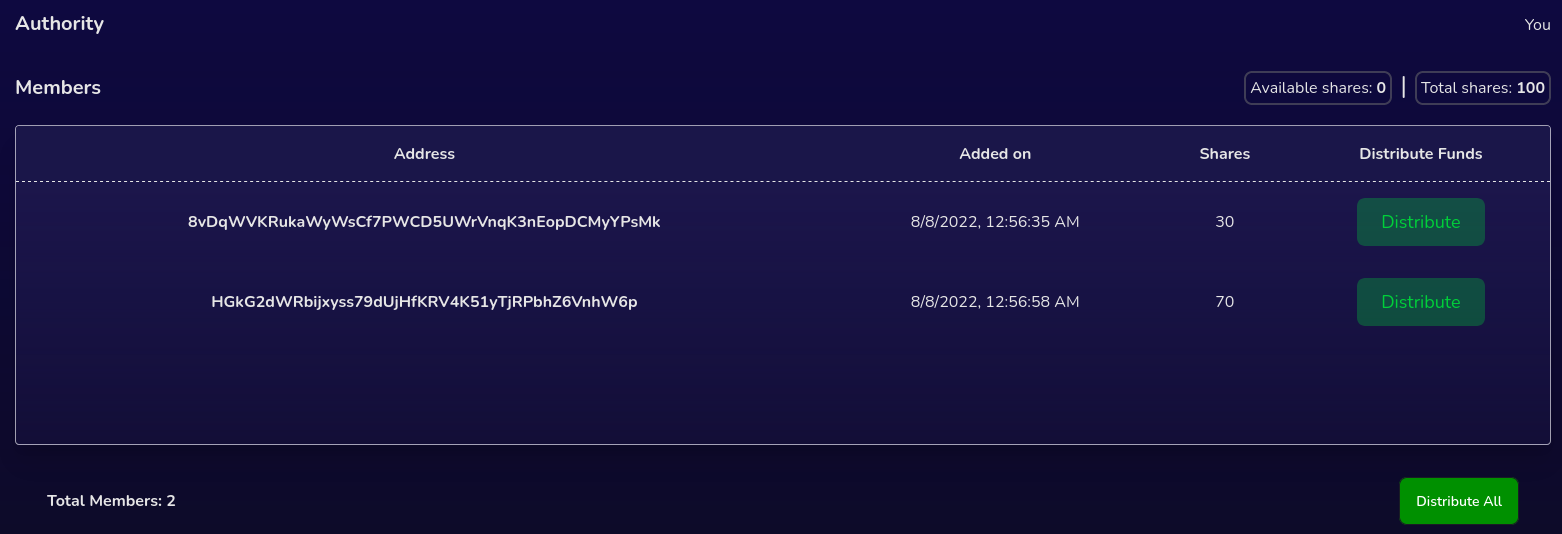 Authority You
Members Available shares: 0 | Total shares: 100
Address Added on Shares Distribute Funds
8vDqWVKRukaWyWsCf7PWCD5UWrVnqK3nEopDCMyYPsMk 8/8/2022, 12:56:35 AM 30 Distribute
HGkG2dWRbijxyss79dUjHfKRV4K51yTjRPbhZ6VnhW6p 8/8/2022, 12:56:58 AM 70 Distribute
Total Members: 2 Distribute All